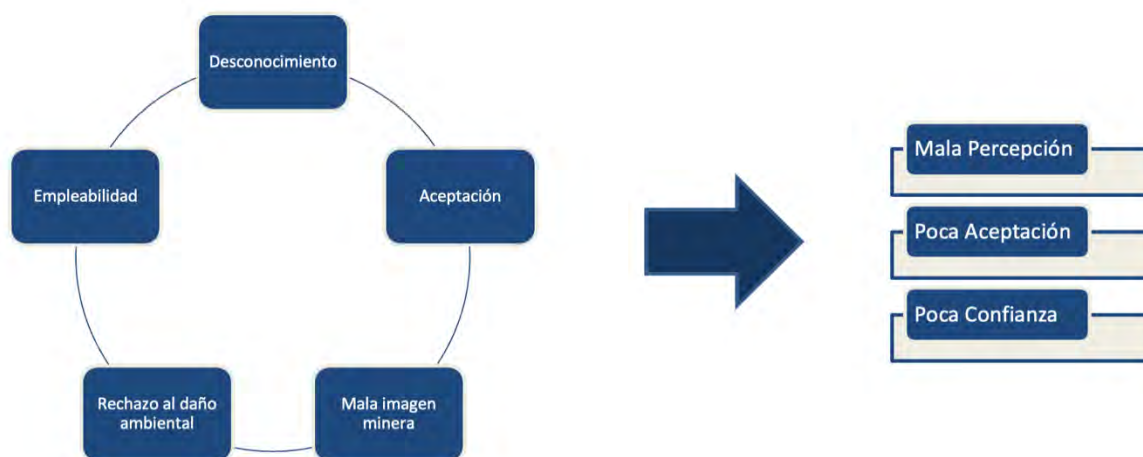 Desconocimiento
Empleabilidad
Aceptación
Rechazo al daño
ambiental
Mala imagen
minera
Mala Percepción
Poca Aceptación
Poca Confianza